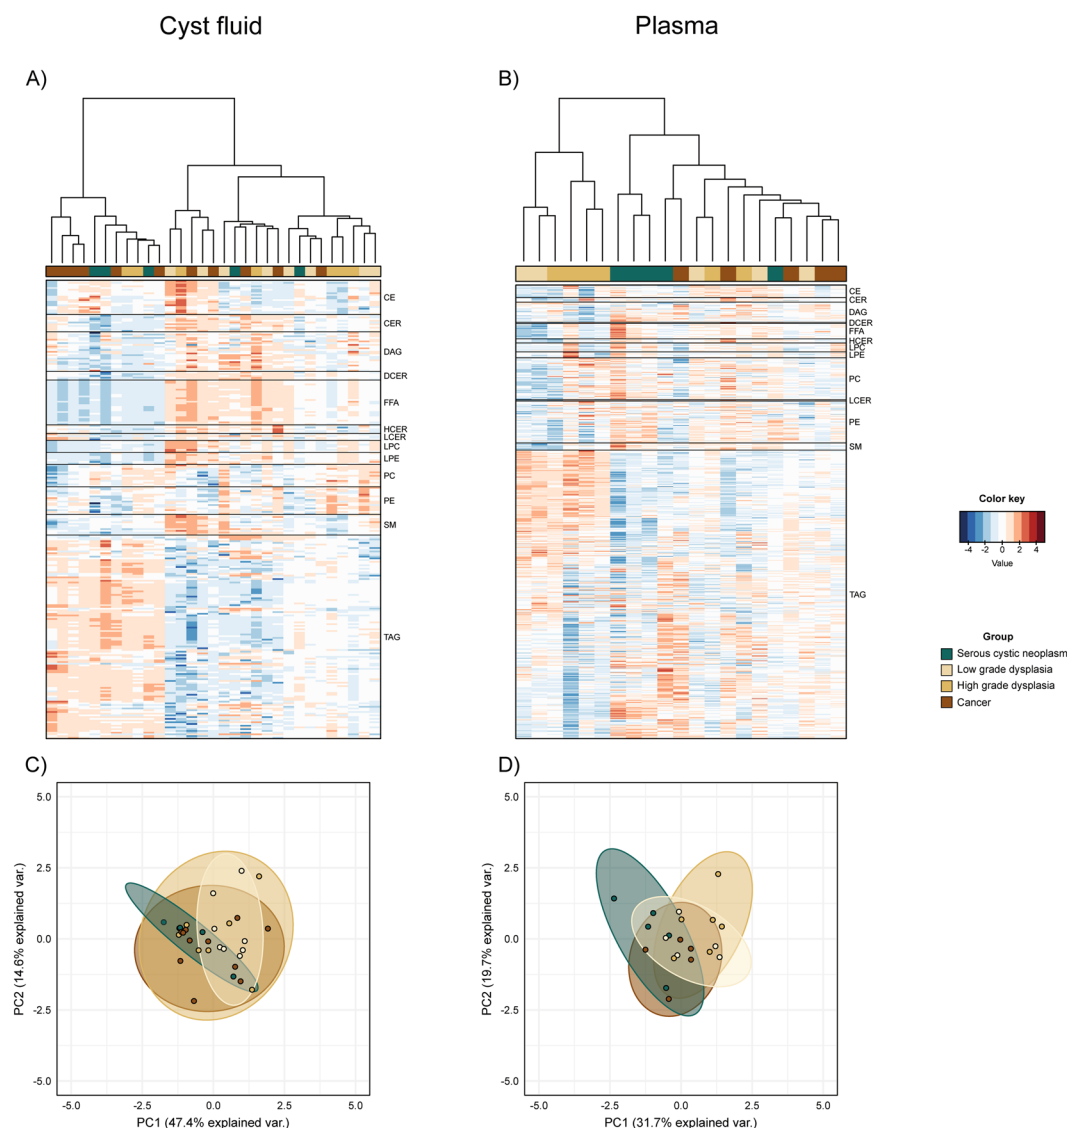 Cyst fluid
Plasma
A)
B)
CE
CER
DAG
DCER
FFA
HCER
LCER
LPC
LPE
PC
PE
SM
TAG
CE
CER
DAG
DCER
FFA
HCER
LPC
LPE
PC
LCER
PE
SM
TAG
Color key
-4 -2 0 2 4
Value
Group
Serous cystic neoplasm
Low grade dysplasia
High grade dysplasia
Cancer
C)
5.0
2.5
0.0
-2.5
-5.0
PC2 (14.6% explained var.)
-5.0 -2.5 0.0 2.5 5.0
PC1 (47.4% explained var.)
D)
5.0
2.5
0.0
-2.5
-5.0
PC2 (19.7% explained var.)
-5.0 -2.5 0.0 2.5 5.0
PC1 (31.7% explained var.)